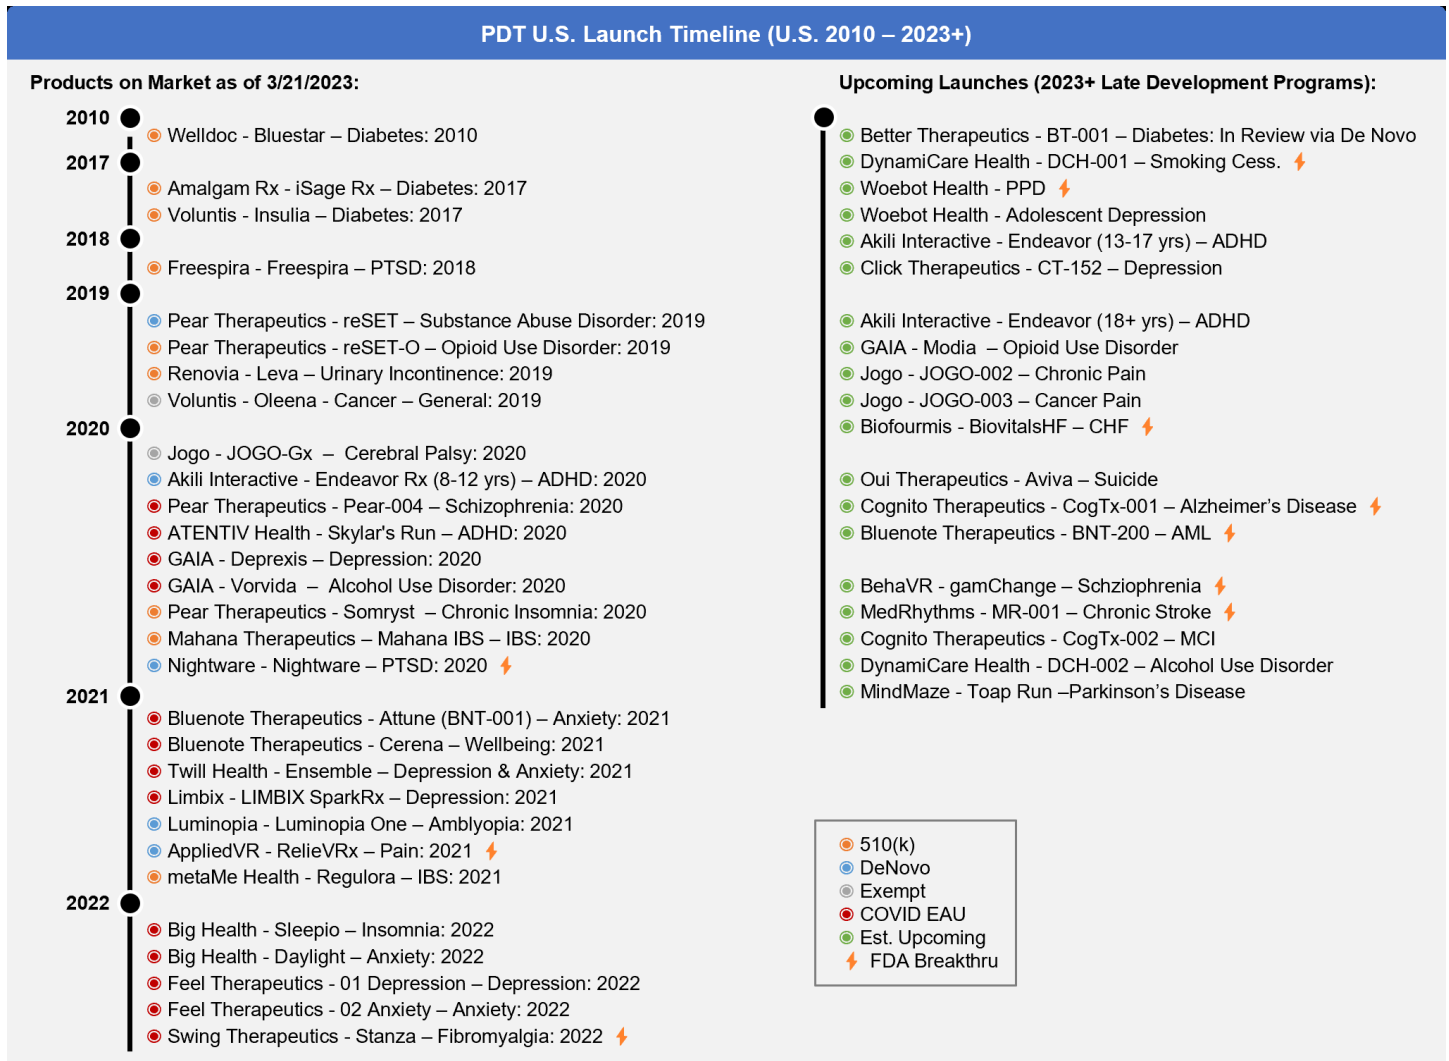 PDT U.S. Launch Timeline (U.S. 2010 – 2023+)
Products on Market as of 3/21/2023:
2010
Welldoc - Bluestar – Diabetes: 2010
2017
Amalgam Rx - iSage Rx – Diabetes: 2017
Voluntis - Insulia – Diabetes: 2017
2018
Freespira - Freespira – PTSD: 2018
2019
Pear Therapeutics - reSET – Substance Abuse Disorder: 2019
Pear Therapeutics - reSET-O – Opioid Use Disorder: 2019
Renovia - Leva – Urinary Incontinence: 2019
Voluntis - Oleena - Cancer – General: 2019
2020
Jogo - JOGO-Gx – Cerebral Palsy: 2020
Akili Interactive - Endeavor Rx (8-12 yrs) – ADHD: 2020
Pear Therapeutics - Pear-004 – Schizophrenia: 2020
ATENTIV Health - Skylar's Run – ADHD: 2020
GAIA - Deprexis – Depression: 2020
GAIA - Vorvida – Alcohol Use Disorder: 2020
Pear Therapeutics - Somryst – Chronic Insomnia: 2020
Mahana Therapeutics – Mahana IBS – IBS: 2020
Nightware - Nightware – PTSD: 2020
2021
Bluenote Therapeutics - Attune (BNT-001) – Anxiety: 2021
Bluenote Therapeutics - Cerena – Wellbeing: 2021
Twill Health - Ensemble – Depression & Anxiety: 2021
Limbix - LIMBIX SparkRx – Depression: 2021
Luminopia - Luminopia One – Amblyopia: 2021
AppliedVR - RelieVRx – Pain: 2021
metaMe Health - Regulora – IBS: 2021
2022
Big Health - Sleepio – Insomnia: 2022
Big Health - Daylight – Anxiety: 2022
Feel Therapeutics - 01 Depression – Depression: 2022
Feel Therapeutics - 02 Anxiety – Anxiety: 2022
Swing Therapeutics - Stanza – Fibromyalgia: 2022
Upcoming Launches (2023+ Late Development Programs):
Better Therapeutics - BT-001 – Diabetes: In Review via De Novo
DynamiCare Health - DCH-001 – Smoking Cess.
Woebot Health - PPD
Woebot Health - Adolescent Depression
Akili Interactive - Endeavor (13-17 yrs) – ADHD
Click Therapeutics - CT-152 – Depression
Akili Interactive - Endeavor (18+ yrs) – ADHD
GAIA - Modia – Opioid Use Disorder
Jogo - JOGO-002 – Chronic Pain
Jogo - JOGO-003 – Cancer Pain
Biofourmis - BiovitalsHF – CHF
Oui Therapeutics - Aviva – Suicide
Cognito Therapeutics - CogTx-001 – Alzheimer’s Disease
Bluenote Therapeutics - BNT-200 – AML
BehaVR - gamChange – Schziophrenia
MedRhythms - MR-001 – Chronic Stroke
Cognito Therapeutics - CogTx-002 – MCI
DynamiCare Health - DCH-002 – Alcohol Use Disorder
MindMaze - Toap Run –Parkinson’s Disease
510(k)
DeNovo
Exempt
COVID EAU
Est. Upcoming
FDA Breakthru